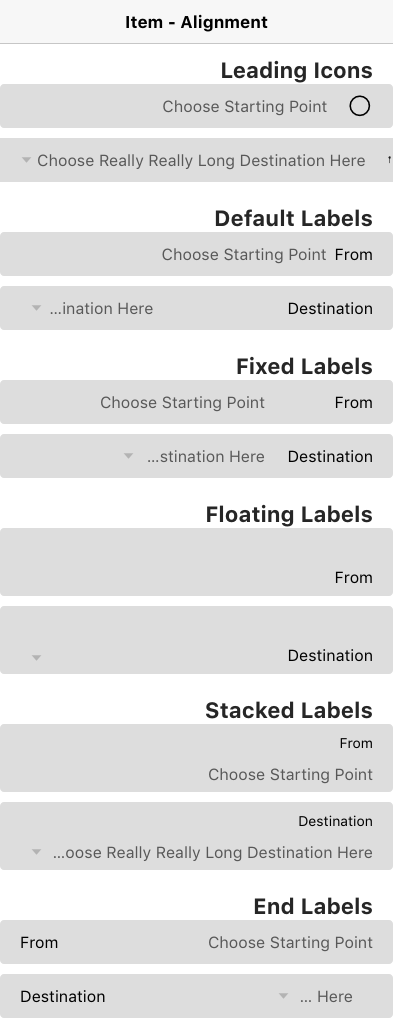 Item - Alignment
Leading Icons
Choose Starting Point
Choose Really Really Long Destination Here
Default Labels
Choose Starting Point From
...ination Here Destination
Fixed Labels
Choose Starting Point From
...stination Here Destination
Floating Labels
From
Destination
Stacked Labels
From
Choose Starting Point
Destination
...oose Really Really Long Destination Here
End Labels
From Choose Starting Point
Destination ... Here